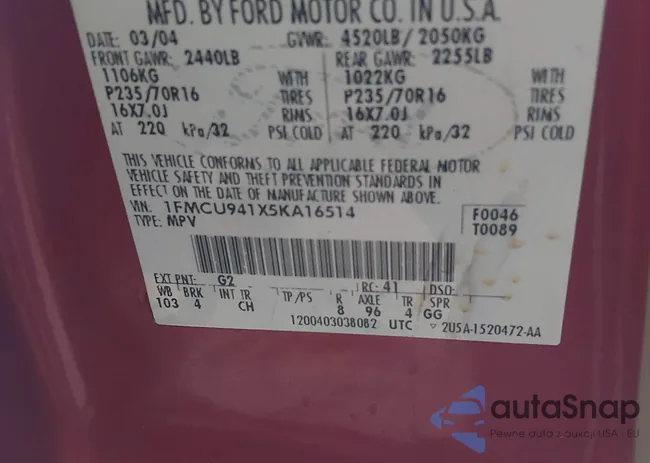 MFD. BY FORD MOTOR CO. IN U.S.A.
DATE: 03/04 GVWR: 4520LB/ 2050KG
FRONT GAWR: 2440LB REAR GAWR: 2255LB
1106KG WITH 1022KG WITH
P235/70R16 TIRES P235/70R16 TIRES
16X7.0J RIMS 16X7.0J RIMS
AT 220 kPa/32 PSI COLD AT 220 kPa/32 PSI COLD
THIS VEHICLE CONFORMS TO ALL APPLICABLE FEDERAL MOTOR
VEHICLE SAFETY AND THEFT PREVENTION STANDARDS IN
EFFECT ON THE DATE OF MANUFACTURE SHOWN ABOVE.
VIN: 1FMCU941X5KA16514 F0046
TYPE: MPV T0089
EXT PNT: G2 RC: 41 DSO:
WB BRK INT TR TP/PS R AXLE TR SPR
103 4 CH 8 96 4 GG
1200403038082 UTC 2U5A-1520472-AA
autaSnap
Pewne auta z aukcji USA - EU